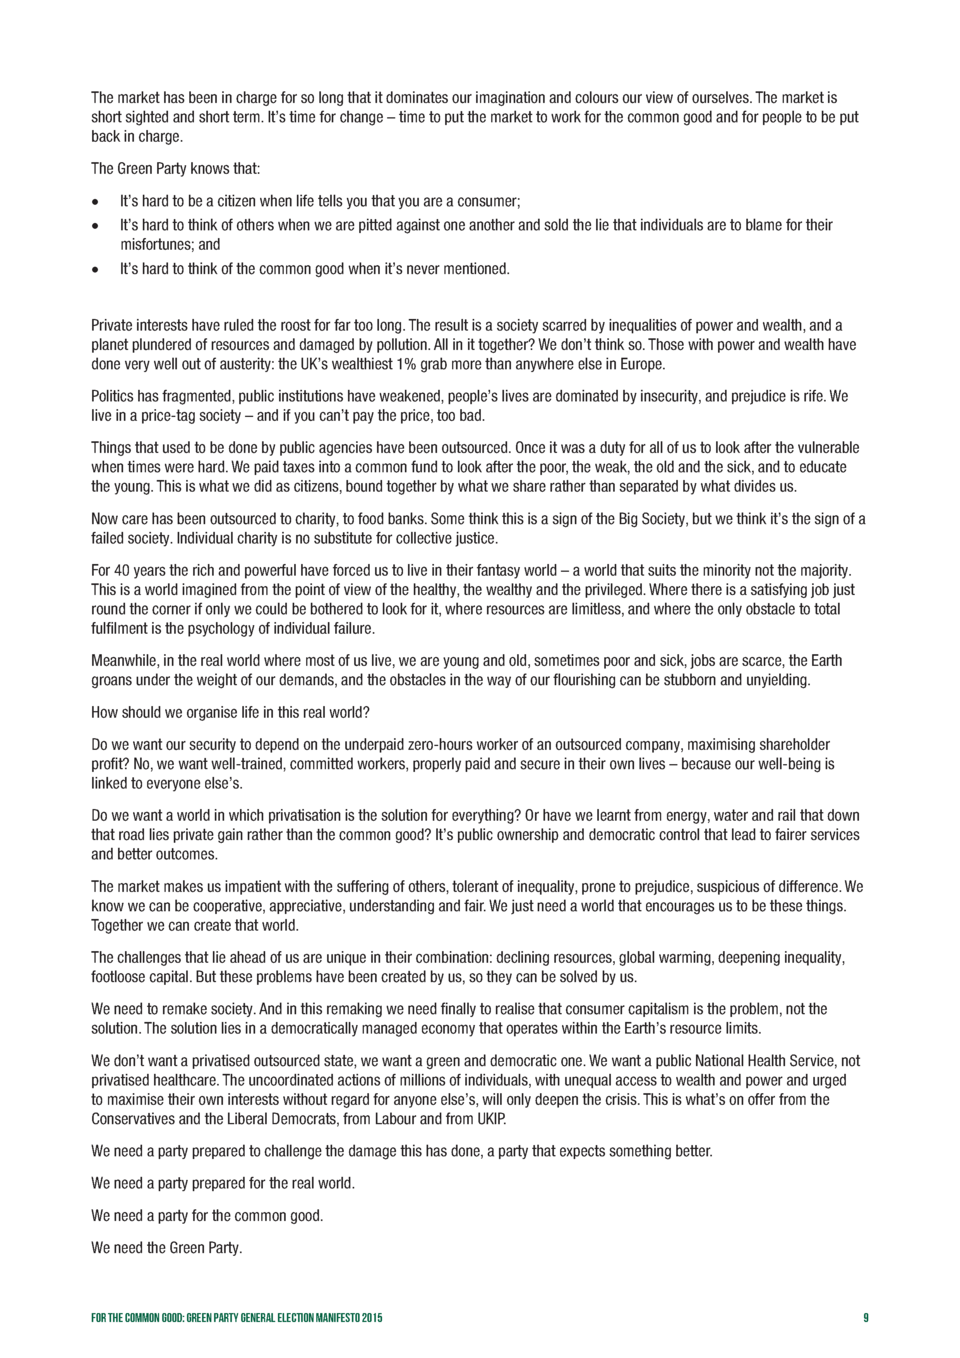 The market has been in charge for so long that it dominates our imagination and colours our view of ourselves. The market is
short sighted and short term. It’s time for change – time to put the market to work for the common good and for people to be put
back in charge.
The Green Party knows that:
• It’s hard to be a citizen when life tells you that you are a consumer;
• It’s hard to think of others when we are pitted against one another and sold the lie that individuals are to blame for their
misfortunes; and
• It’s hard to think of the common good when it’s never mentioned.
Private interests have ruled the roost for far too long. The result is a society scarred by inequalities of power and wealth, and a
planet plundered of resources and damaged by pollution. All in it together? We don’t think so. Those with power and wealth have
done very well out of austerity: the UK’s wealthiest 1% grab more than anywhere else in Europe.
Politics has fragmented, public institutions have weakened, people’s lives are dominated by insecurity, and prejudice is rife. We
live in a price-tag society – and if you can’t pay the price, too bad.
Things that used to be done by public agencies have been outsourced. Once it was a duty for all of us to look after the vulnerable
when times were hard. We paid taxes into a common fund to look after the poor, the weak, the old and the sick, and to educate
the young. This is what we did as citizens, bound together by what we share rather than separated by what divides us.
Now care has been outsourced to charity, to food banks. Some think this is a sign of the Big Society, but we think it’s the sign of a
failed society. Individual charity is no substitute for collective justice.
For 40 years the rich and powerful have forced us to live in their fantasy world – a world that suits the minority not the majority.
This is a world imagined from the point of view of the healthy, the wealthy and the privileged. Where there is a satisfying job just
round the corner if only we could be bothered to look for it, where resources are limitless, and where the only obstacle to total
fulfilment is the psychology of individual failure.
Meanwhile, in the real world where most of us live, we are young and old, sometimes poor and sick, jobs are scarce, the Earth
groans under the weight of our demands, and the obstacles in the way of our flourishing can be stubborn and unyielding.
How should we organise life in this real world?
Do we want our security to depend on the underpaid zero-hours worker of an outsourced company, maximising shareholder
profit? No, we want well-trained, committed workers, properly paid and secure in their own lives – because our well-being is
linked to everyone else’s.
Do we want a world in which privatisation is the solution for everything? Or have we learnt from energy, water and rail that down
that road lies private gain rather than the common good? It’s public ownership and democratic control that lead to fairer services
and better outcomes.
The market makes us impatient with the suffering of others, tolerant of inequality, prone to prejudice, suspicious of difference. We
know we can be cooperative, appreciative, understanding and fair. We just need a world that encourages us to be these things.
Together we can create that world.
The challenges that lie ahead of us are unique in their combination: declining resources, global warming, deepening inequality,
footloose capital. But these problems have been created by us, so they can be solved by us.
We need to remake society. And in this remaking we need finally to realise that consumer capitalism is the problem, not the
solution. The solution lies in a democratically managed economy that operates within the Earth’s resource limits.
We don’t want a privatised outsourced state, we want a green and democratic one. We want a public National Health Service, not
privatised healthcare. The uncoordinated actions of millions of individuals, with unequal access to wealth and power and urged
to maximise their own interests without regard for anyone else’s, will only deepen the crisis. This is what’s on offer from the
Conservatives and the Liberal Democrats, from Labour and from UKIP.
We need a party prepared to challenge the damage this has done, a party that expects something better.
We need a party prepared for the real world.
We need a party for the common good.
We need the Green Party.
FOR THE COMMON GOOD: GREEN PARTY GENERAL ELECTION MANIFESTO 2015 9